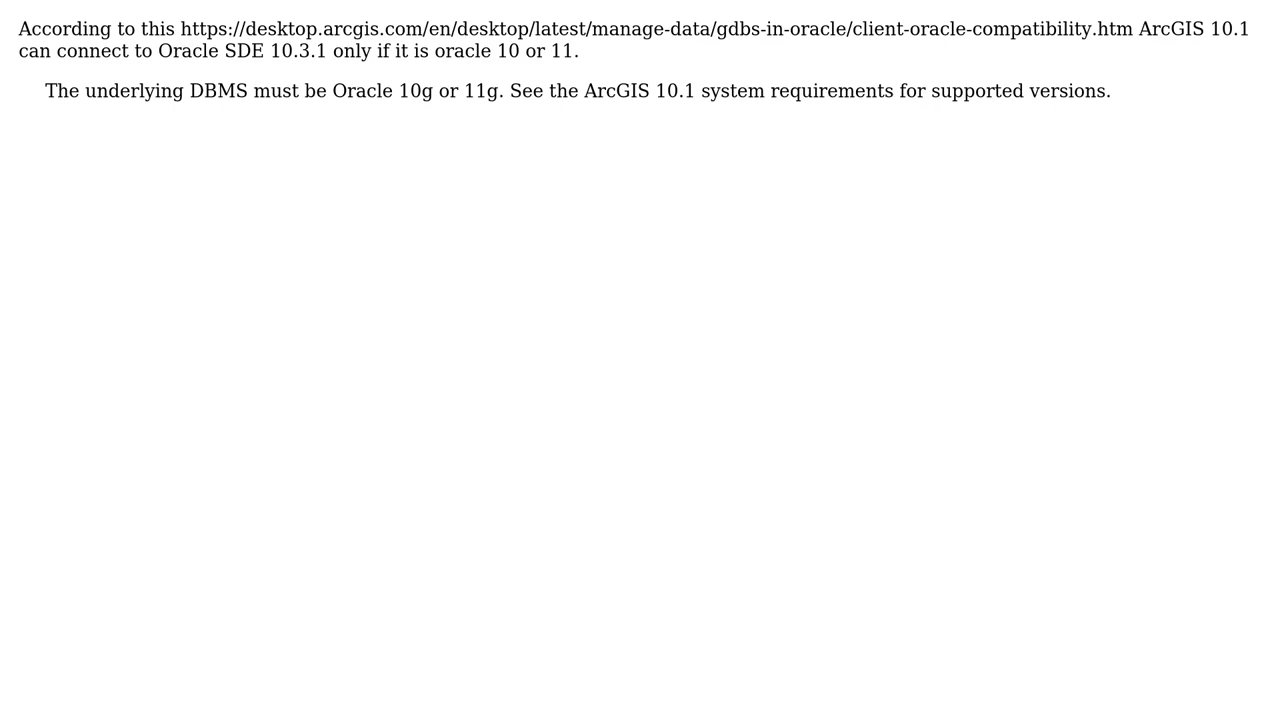 According to this https://desktop.arcgis.com/en/desktop/latest/manage-data/gdbs-in-oracle/client-oracle-compatibility.htm ArcGIS 10.1
can connect to Oracle SDE 10.3.1 only if it is oracle 10 or 11.
The underlying DBMS must be Oracle 10g or 11g. See the ArcGIS 10.1 system requirements for supported versions.